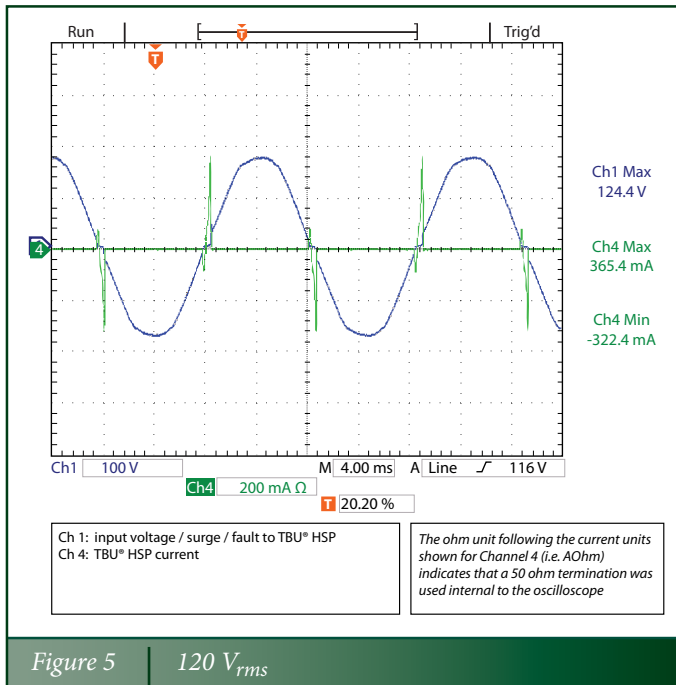 Run
Trig'd
T
T
4
Ch1 Max
124.4 V
Ch4 Max
365.4 mA
Ch4 Min
-322.4 mA
Ch1 100 V M 4.00 ms A Line 116 V
Ch4 200 mA Ω
T 20.20 %
Ch 1: input voltage / surge / fault to TBU® HSP
Ch 4: TBU® HSP current
The ohm unit following the current units
shown for Channel 4 (i.e. AOhm)
indicates that a 50 ohm termination was
used internal to the oscilloscope
Figure 5 120 Vrms